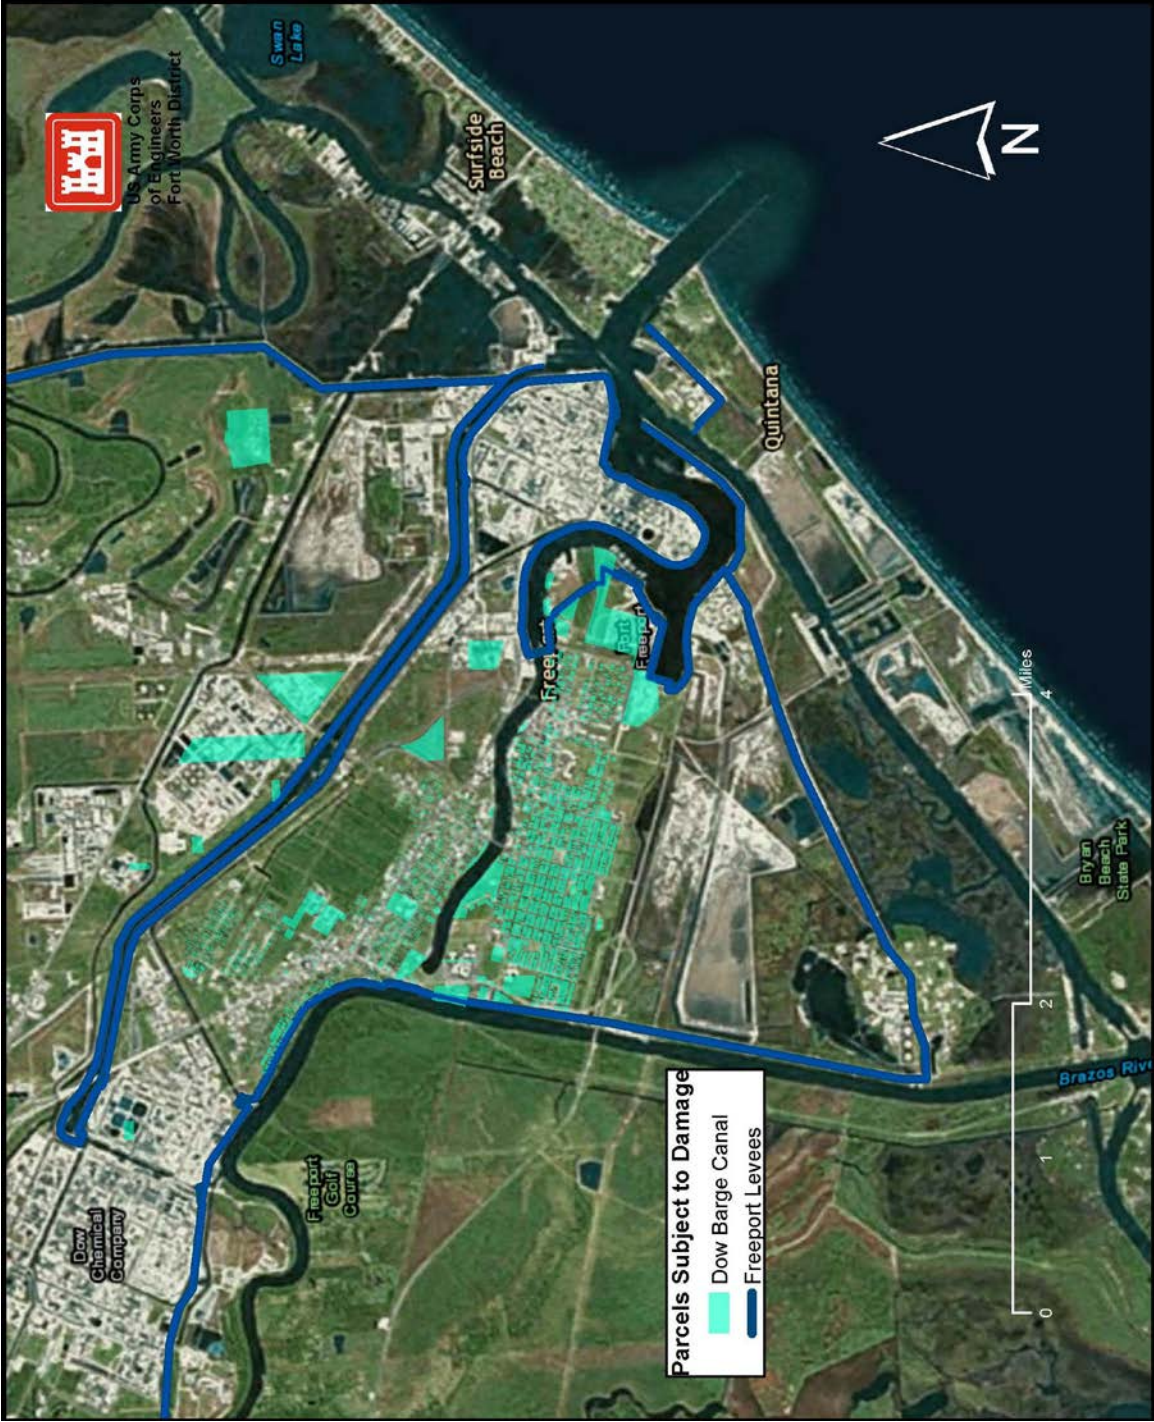 US Army Corps
of Engineers
Fort Worth District
Swan
Lake
Surfside
Beach
N
Quintana
Freeport
Port
Freeport
Dow
Chemical
Company
Freeport
Golf
Course
Bryan
Beach
State Park
Brazos Rive
Parcels Subject to Damage
Dow Barge Canal
Freeport Levees
Miles
0
1
2
4